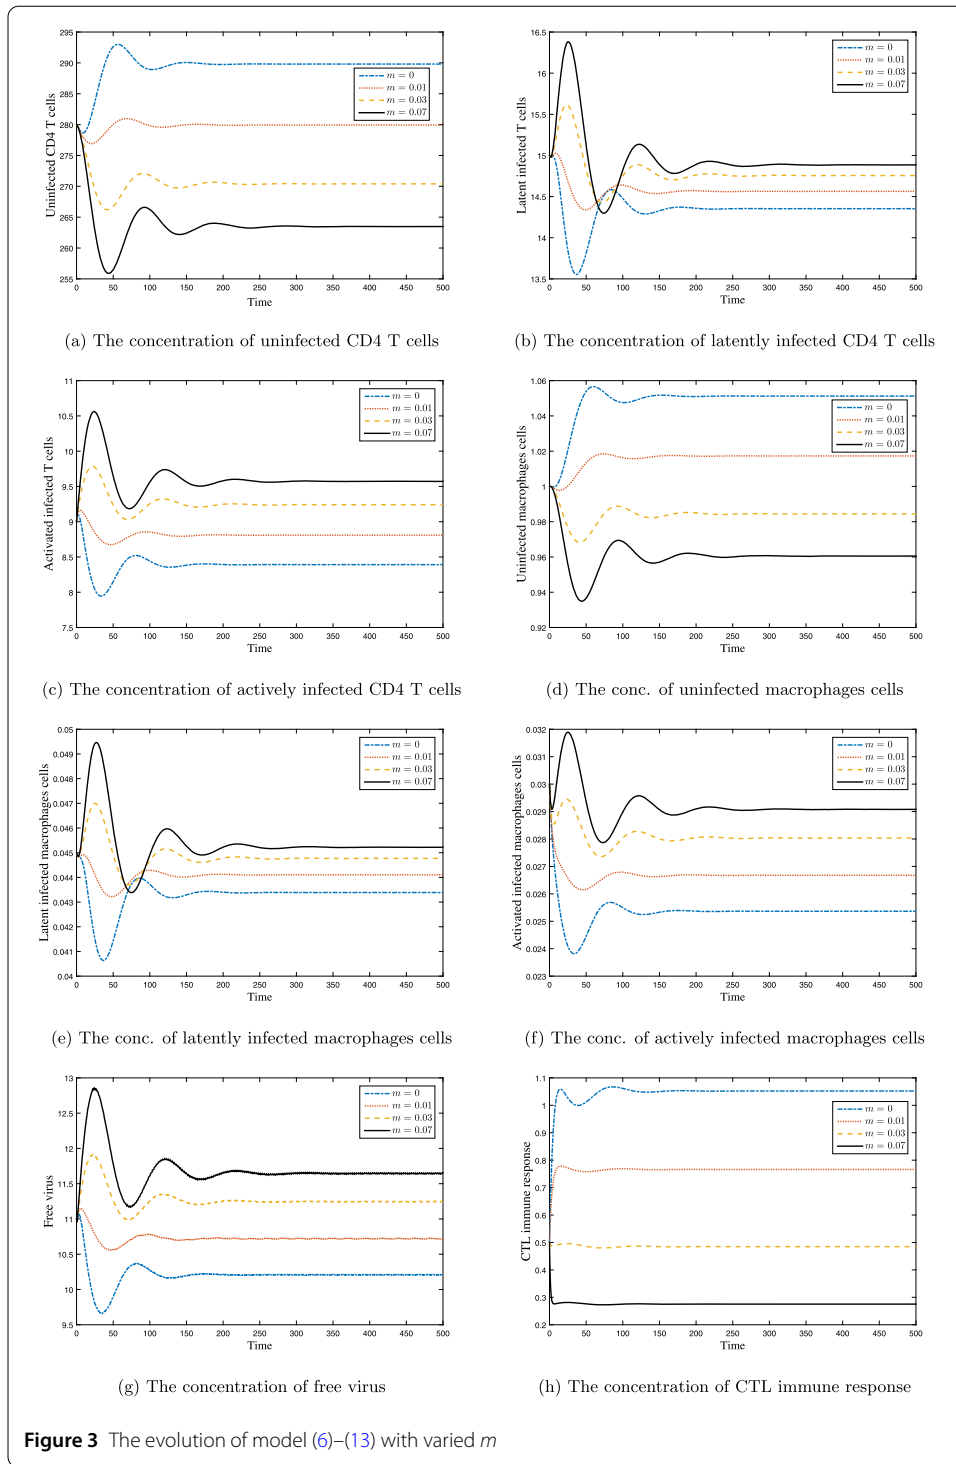 295
290
285
280
275
270
265
260
255
0 50 100 150 200 250 300 350 400 450 500
Uninfected CD4 T cells
Time
m = 0
m = 0.01
m = 0.03
m = 0.07
(a) The concentration of uninfected CD4 T cells
16.5
16
15.5
15
14.5
14
13.5
0 50 100 150 200 250 300 350 400 450 500
Latent infected T cells
Time
m = 0
m = 0.01
m = 0.03
m = 0.07
(b) The concentration of latently infected CD4 T cells
11
10.5
10
9.5
9
8.5
8
7.5
0 50 100 150 200 250 300 350 400 450 500
Activated infected T cells
Time
m = 0
m = 0.01
m = 0.03
m = 0.07
(c) The concentration of actively infected CD4 T cells
1.06
1.04
1.02
1
0.98
0.96
0.94
0.92
0 50 100 150 200 250 300 350 400 450 500
Uninfected macrophages cells
Time
m = 0
m = 0.01
m = 0.03
m = 0.07
(d) The conc. of uninfected macrophages cells
0.05
0.049
0.048
0.047
0.046
0.045
0.044
0.043
0.042
0.041
0.04
0 50 100 150 200 250 300 350 400 450 500
Latent infected macrophages cells
Time
m = 0
m = 0.01
m = 0.03
m = 0.07
(e) The conc. of latently infected macrophages cells
0.032
0.031
0.03
0.029
0.028
0.027
0.026
0.025
0.024
0.023
0 50 100 150 200 250 300 350 400 450 500
Activated infected macrophages cells
Time
m = 0
m = 0.01
m = 0.03
m = 0.07
(f) The conc. of actively infected macrophages cells
13
12.5
12
11.5
11
10.5
10
9.5
0 50 100 150 200 250 300 350 400 450 500
Free virus
Time
m = 0
m = 0.01
m = 0.03
m = 0.07
(g) The concentration of free virus
1.1
1
0.9
0.8
0.7
0.6
0.5
0.4
0.3
0.2
0 50 100 150 200 250 300 350 400 450 500
CTL immune response
Time
m = 0
m = 0.01
m = 0.03
m = 0.07
(h) The concentration of CTL immune response
Figure 3 The evolution of model (6)–(13) with varied m